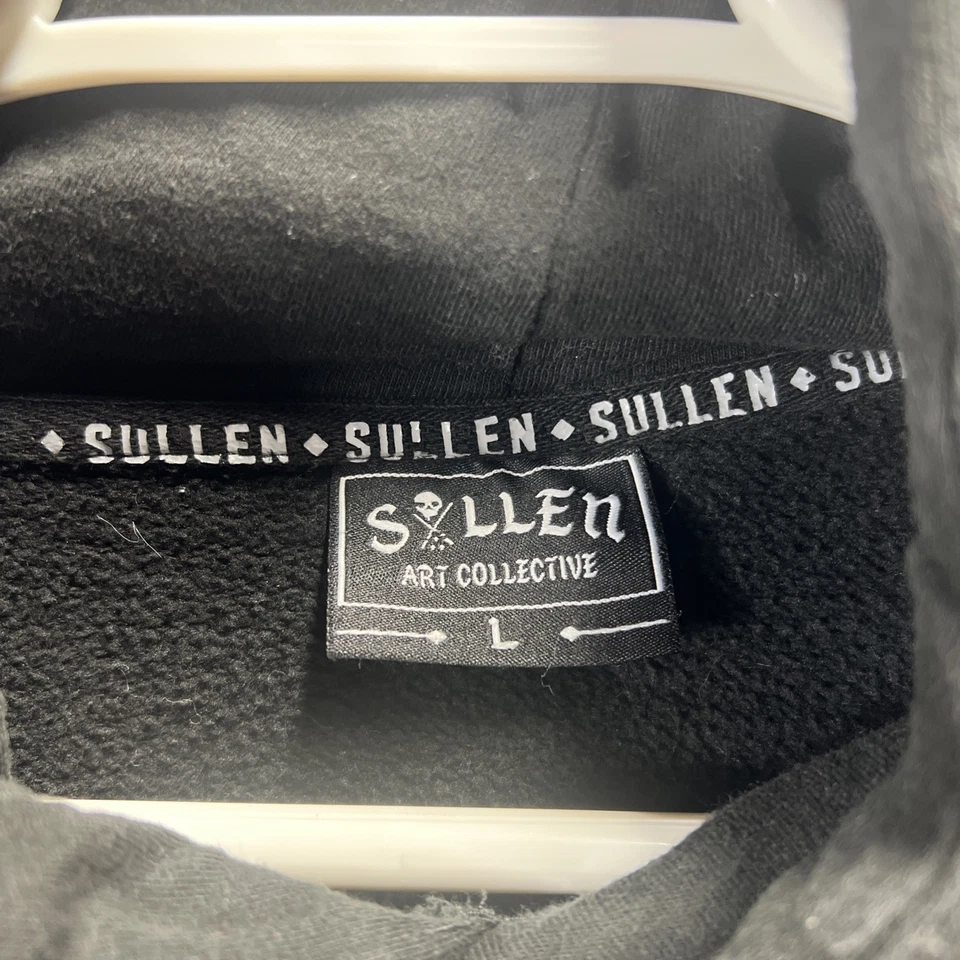 ◆ SULLEN ◆ SULLEN ◆ SULLEN ◆ SU
SULLEN
ART COLLECTIVE
L